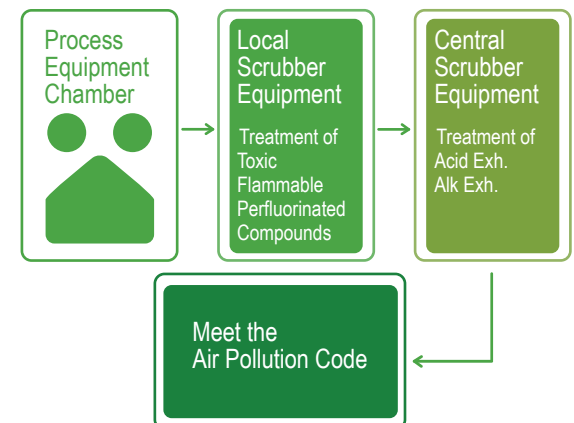 Process
Equipment
Chamber
Local
Scrubber
Equipment
Treatment of
Toxic
Flammable
Perfluorinated
Compounds
Central
Scrubber
Equipment
Treatment of
Acid Exh.
Alk Exh.
Meet the
Air Pollution Code